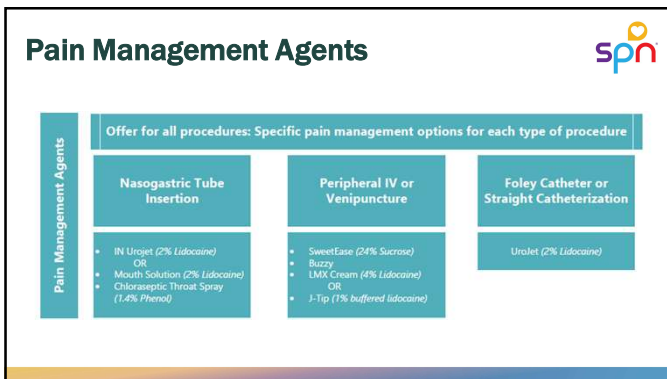 Pain Management Agents
spn
Pain Management Agents
Offer for all procedures: Specific pain management options for each type of procedure
Nasogastric Tube
Insertion
• IN Urojet (2% Lidocaine)
OR
• Mouth Solution (2% Lidocaine)
• Chloraseptic Throat Spray
(1.4% Phenol)
Peripheral IV or
Venipuncture
• SweetEase (24% Sucrose)
• Buzzy
• LMX Cream (4% Lidocaine)
OR
• J-Tip (1% buffered lidocaine)
Foley Catheter or
Straight Catheterization
UroJet (2% Lidocaine)